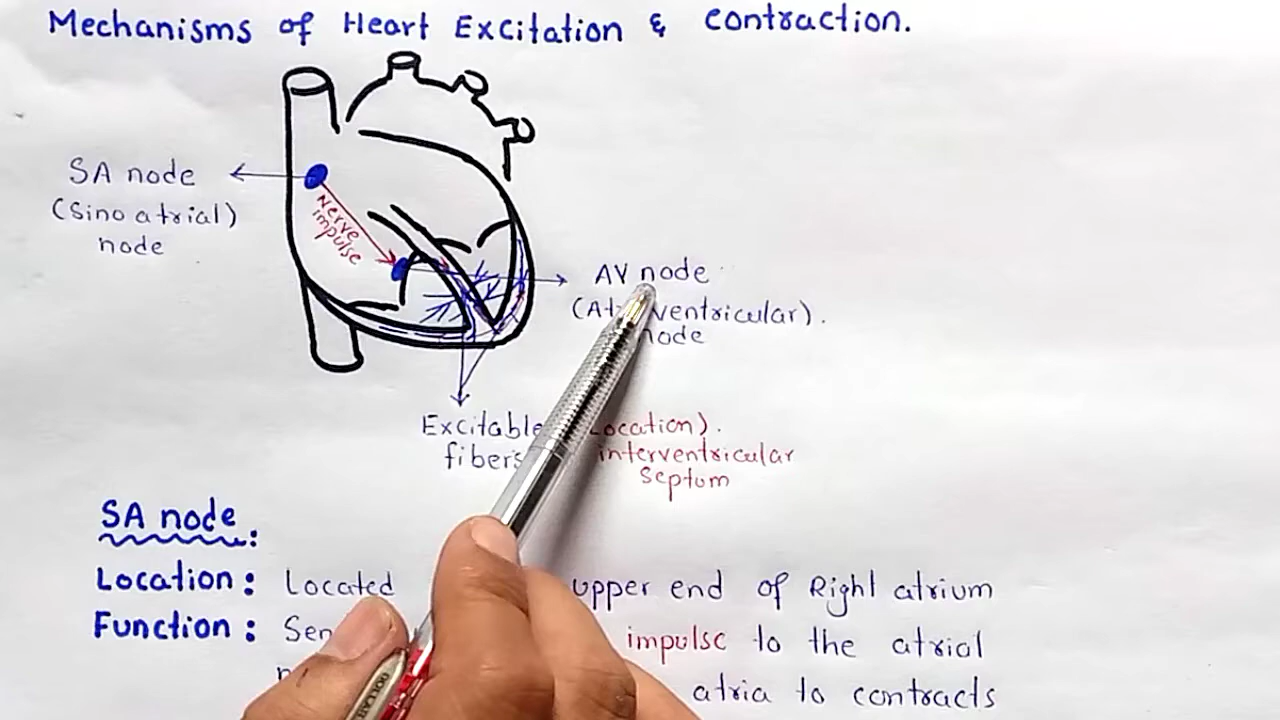 Mechanisms of Heart Excitation & contraction.
SA node
(Sino atrial)
node
Nerve
impulse
AV node
(At ventricular).
node
Excitable
fibers
Location).
interventricular
Septum
SA node :
Location : Located upper end of Right atrium
Function : Sen impulse to the atrial
atria to contracts